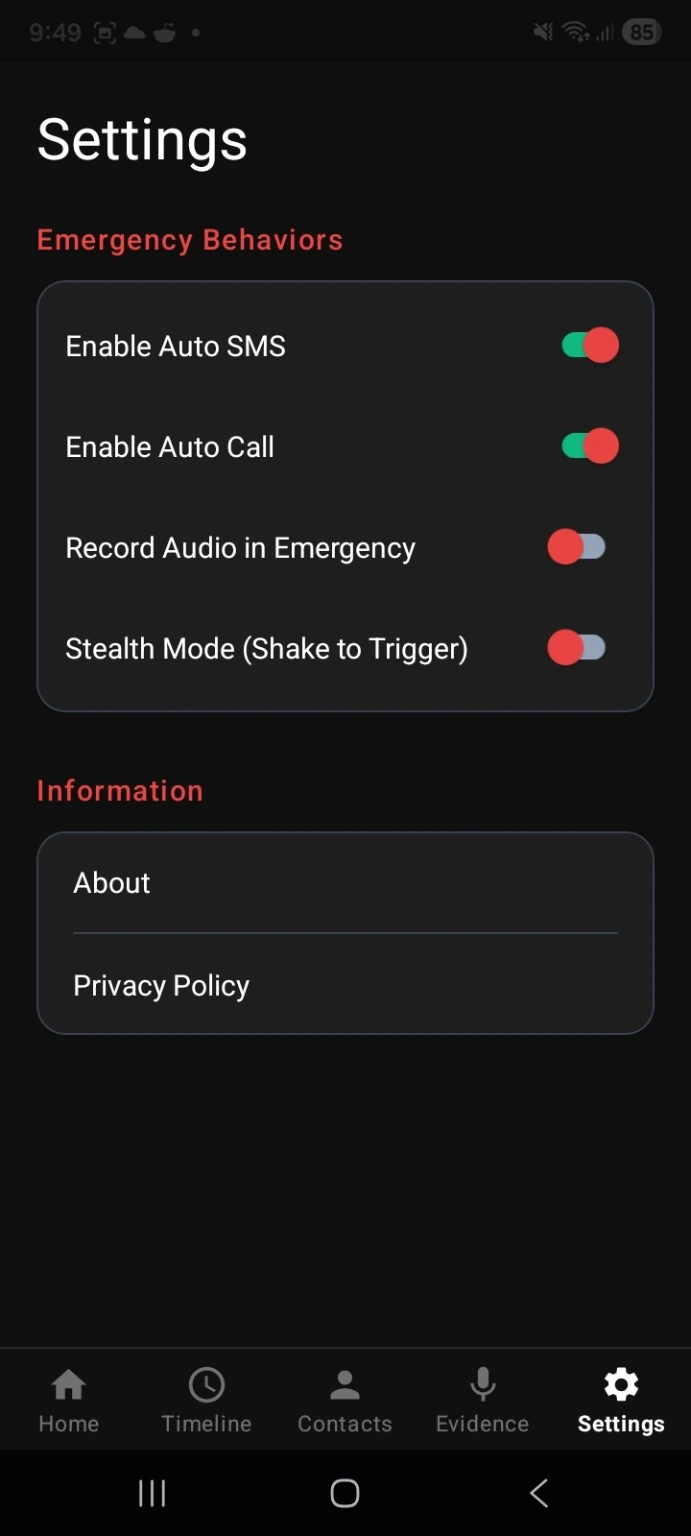 9:49
85
Settings
Emergency Behaviors
Enable Auto SMS
Enable Auto Call
Record Audio in Emergency
Stealth Mode (Shake to Trigger)
Information
About
Privacy Policy
Home
Timeline
Contacts
Evidence
Settings